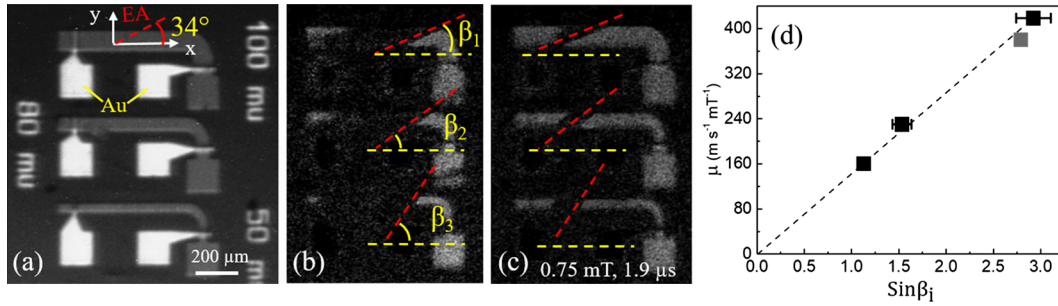 y
EA
34°
x
Au
100 mu
80 mu
50 m
200 µm
(a)
β1
β2
β3
(b)
(c)
0.75 mT, 1.9 µs
(d)
μ (m s⁻¹ mT⁻¹)
400
320
240
160
80
0
0.0 0.5 1.0 1.5 2.0 2.5 3.0
Sinβi